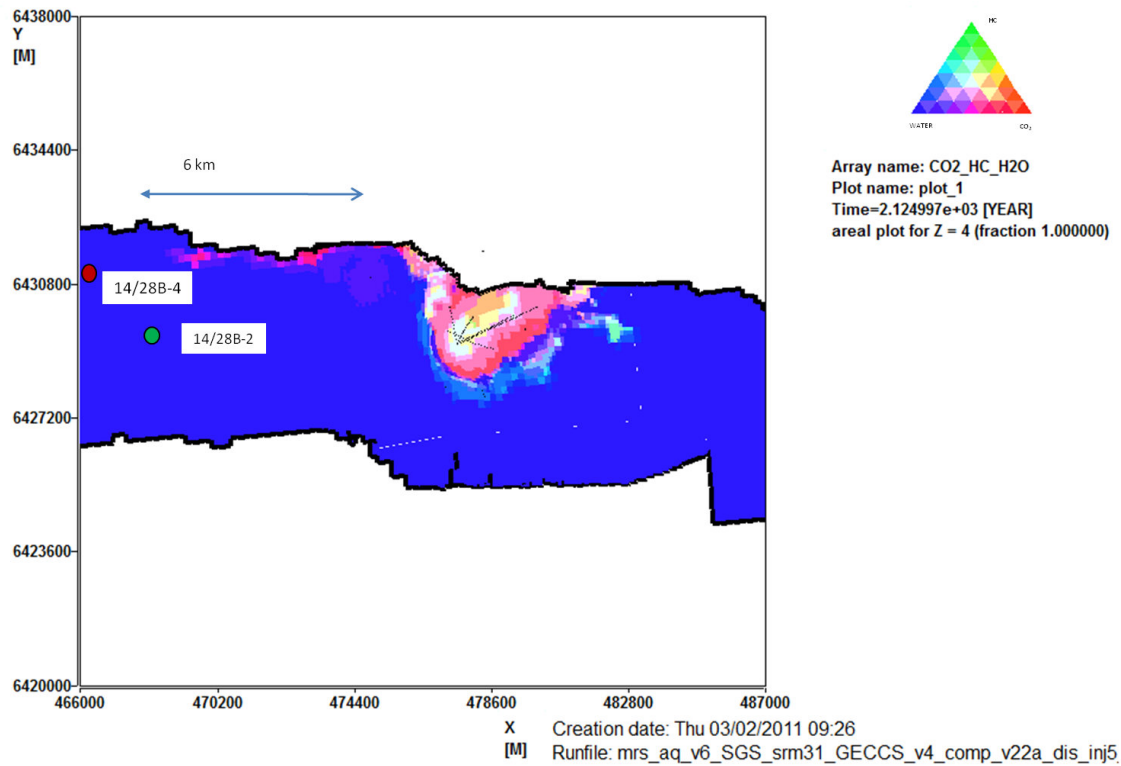 6438000
Y
[M]
6434400
6430800
6427200
6423600
6420000
466000 470200 474400 478600 482800 487000
X
[M]
6 km
14/28B-4
14/28B-2
HC
WATER
CO₂
Array name: CO2_HC_H2O
Plot name: plot_1
Time=2.124997e+03 [YEAR]
areal plot for Z = 4 (fraction 1.000000)
Creation date: Thu 03/02/2011 09:26
Runfile: mrs_aq_v6_SGS_srm31_GECCS_v4_comp_v22a_dis_inj5